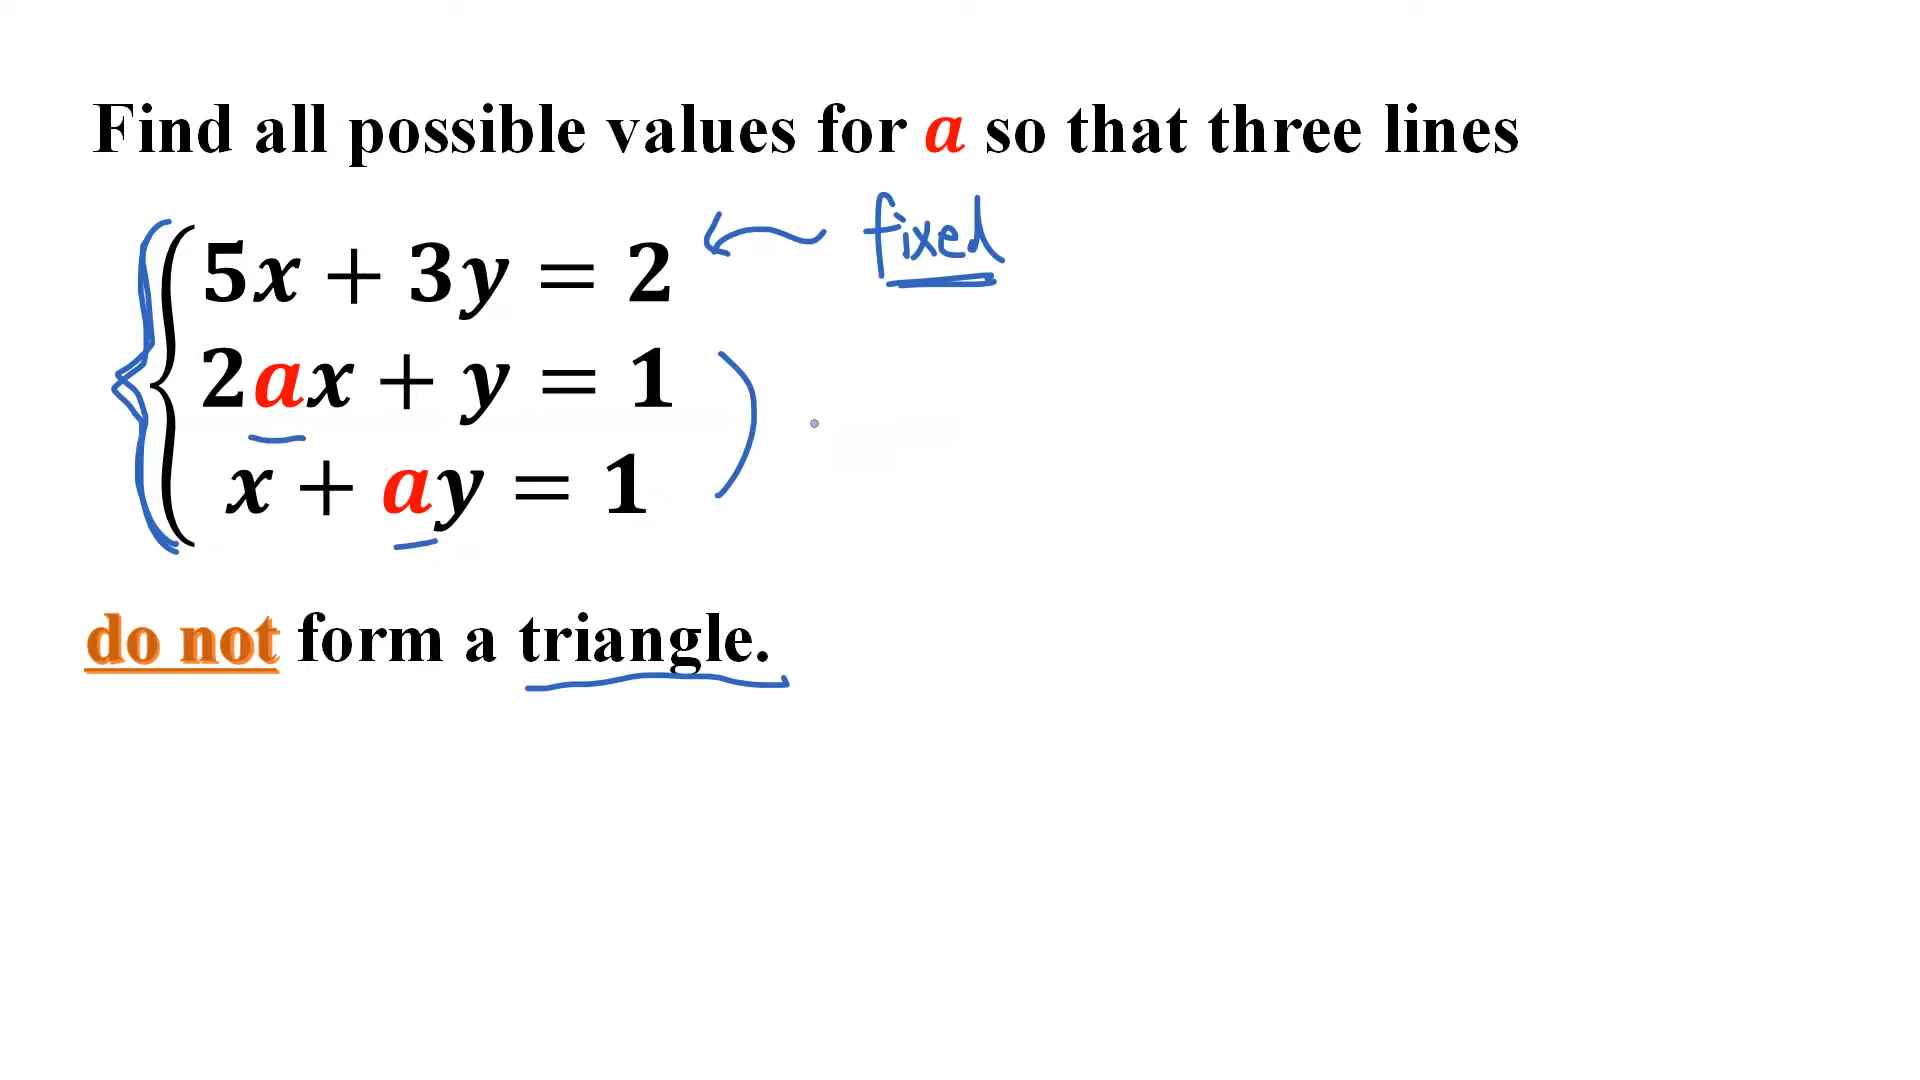 Find all possible values for a so that three lines
5x + 3y = 2
fixed
2ax + y = 1
x + ay = 1
do not form a triangle.